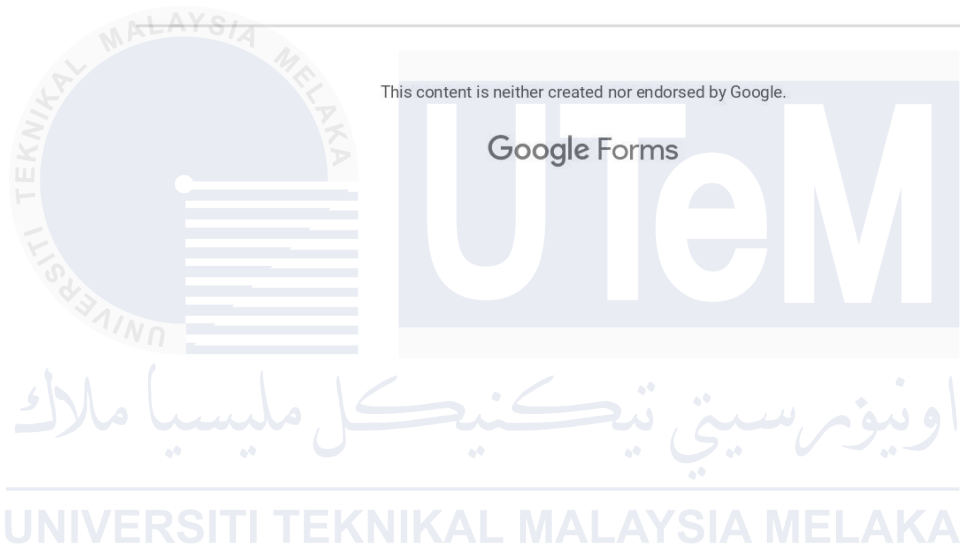 UNIVERSITI TEKNIKAL MALAYSIA MELAKA
This content is neither created nor endorsed by Google.
Google Forms
UTeM
اونيۏرسيتي تيكنيكل مليسيا ملاك
UNIVERSITI TEKNIKAL MALAYSIA MELAKA